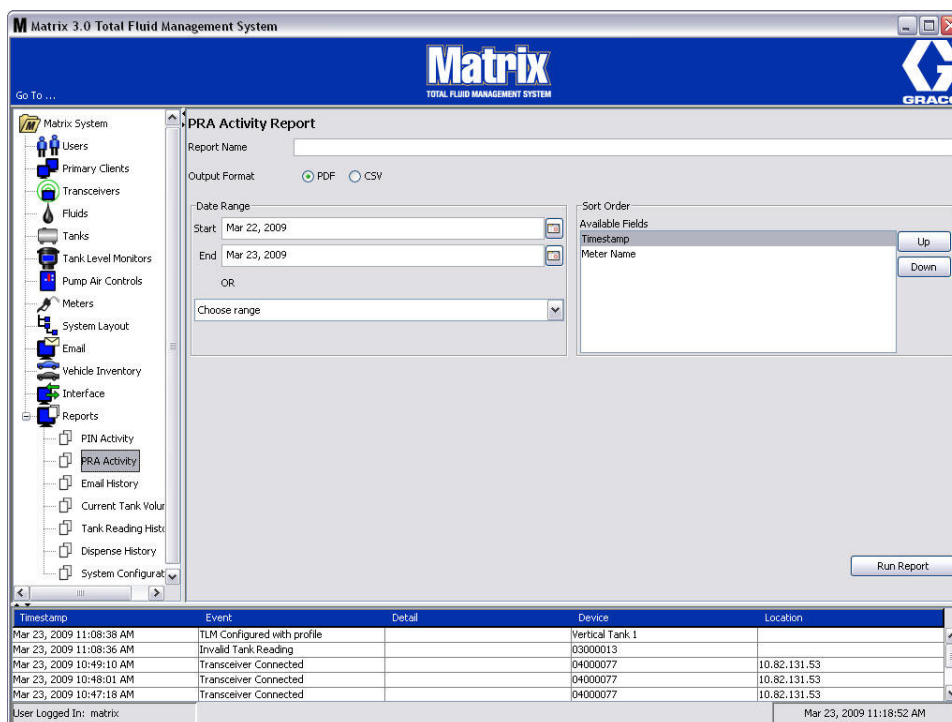 M Matrix 3.0 Total Fluid Management System
Matrix
TOTAL FLUID MANAGEMENT SYSTEM
Go To ...
GRACO
Matrix System
Users
Primary Clients
Transceivers
Fluids
Tanks
Tank Level Monitors
Pump Air Controls
Meters
System Layout
Email
Vehicle Inventory
Interface
Reports
PIN Activity
PRA Activity
Email History
Current Tank Volur
Tank Reading Histo
Dispense History
System Configurat
PRA Activity Report
Report Name
Output Format PDF CSV
Date Range
Start Mar 22, 2009
End Mar 23, 2009
OR
Choose range
Sort Order
Available Fields
Timestamp
Meter Name
Up
Down
Run Report
Timestamp Event Detail Device Location
Mar 23, 2009 11:08:38 AM TLM Configured with profile Vertical Tank 1
Mar 23, 2009 11:08:36 AM Invalid Tank Reading 03000013
Mar 23, 2009 10:49:10 AM Transceiver Connected 04000077 10.82.131.53
Mar 23, 2009 10:48:01 AM Transceiver Connected 04000077 10.82.131.53
Mar 23, 2009 10:47:18 AM Transceiver Connected 04000077 10.82.131.53
User Logged In: matrix Mar 23, 2009 11:18:52 AM